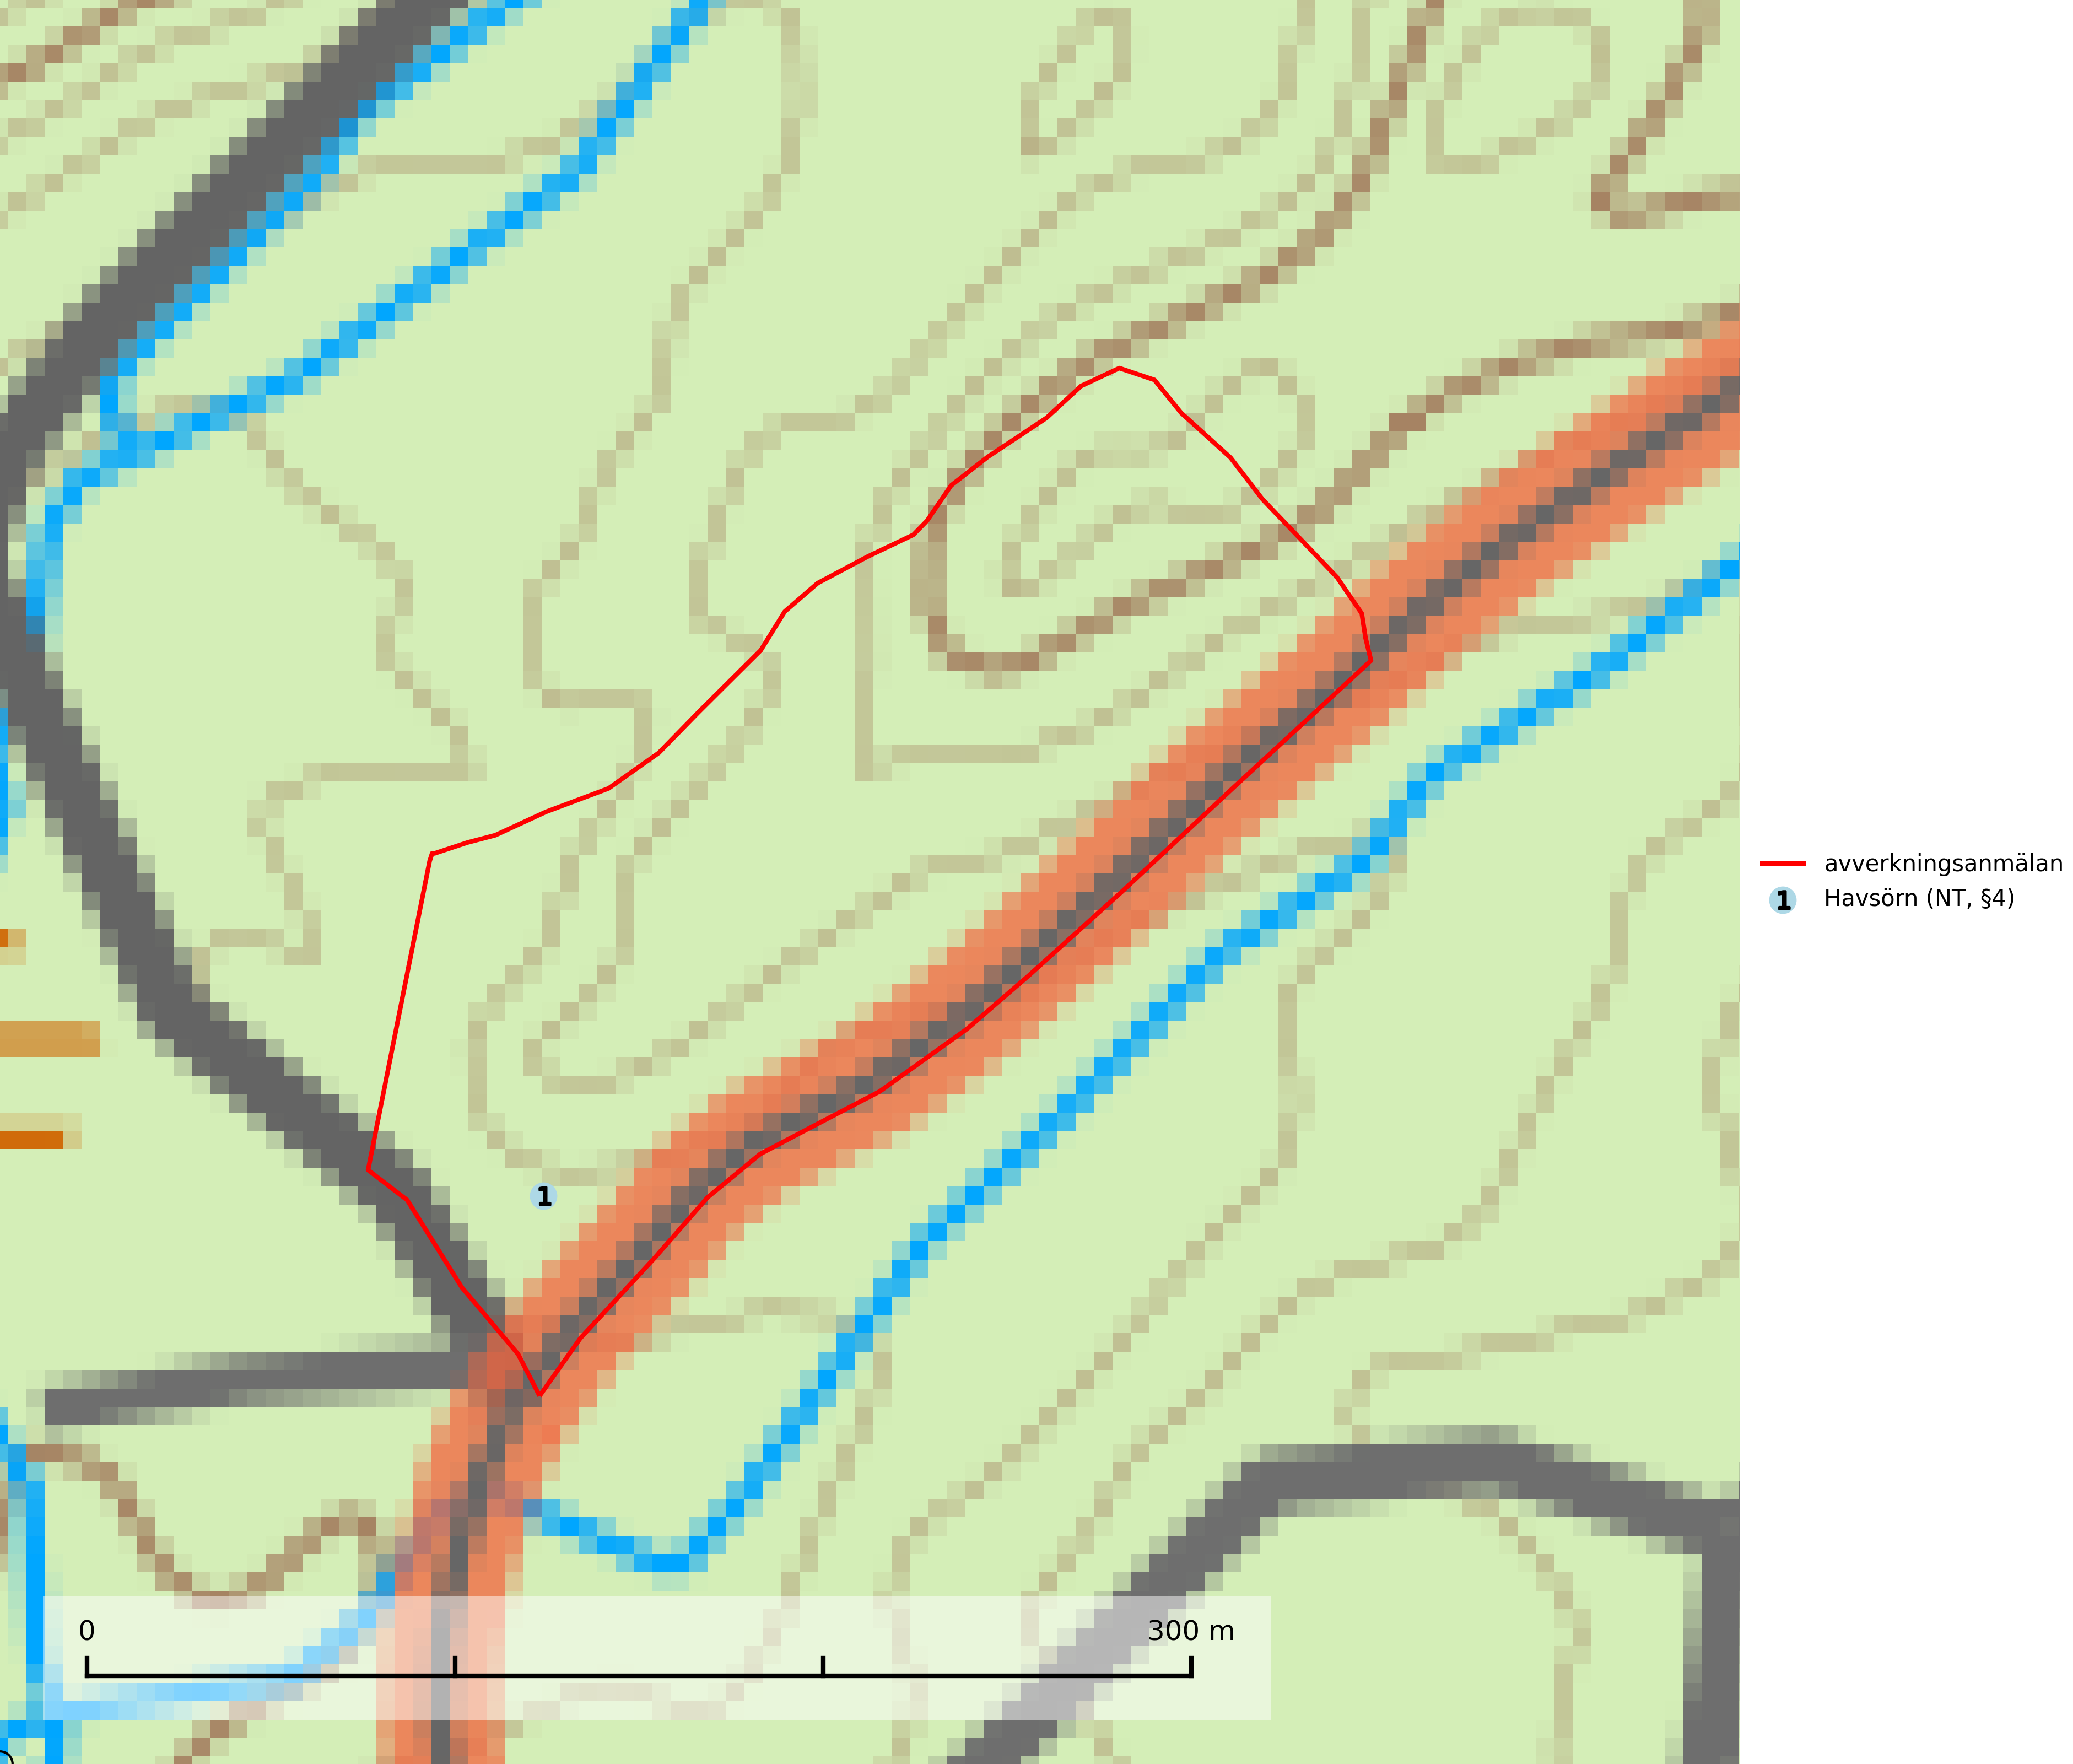 avverkningsanmälan
1 Havsörn (NT, §4)
1
0 300 m